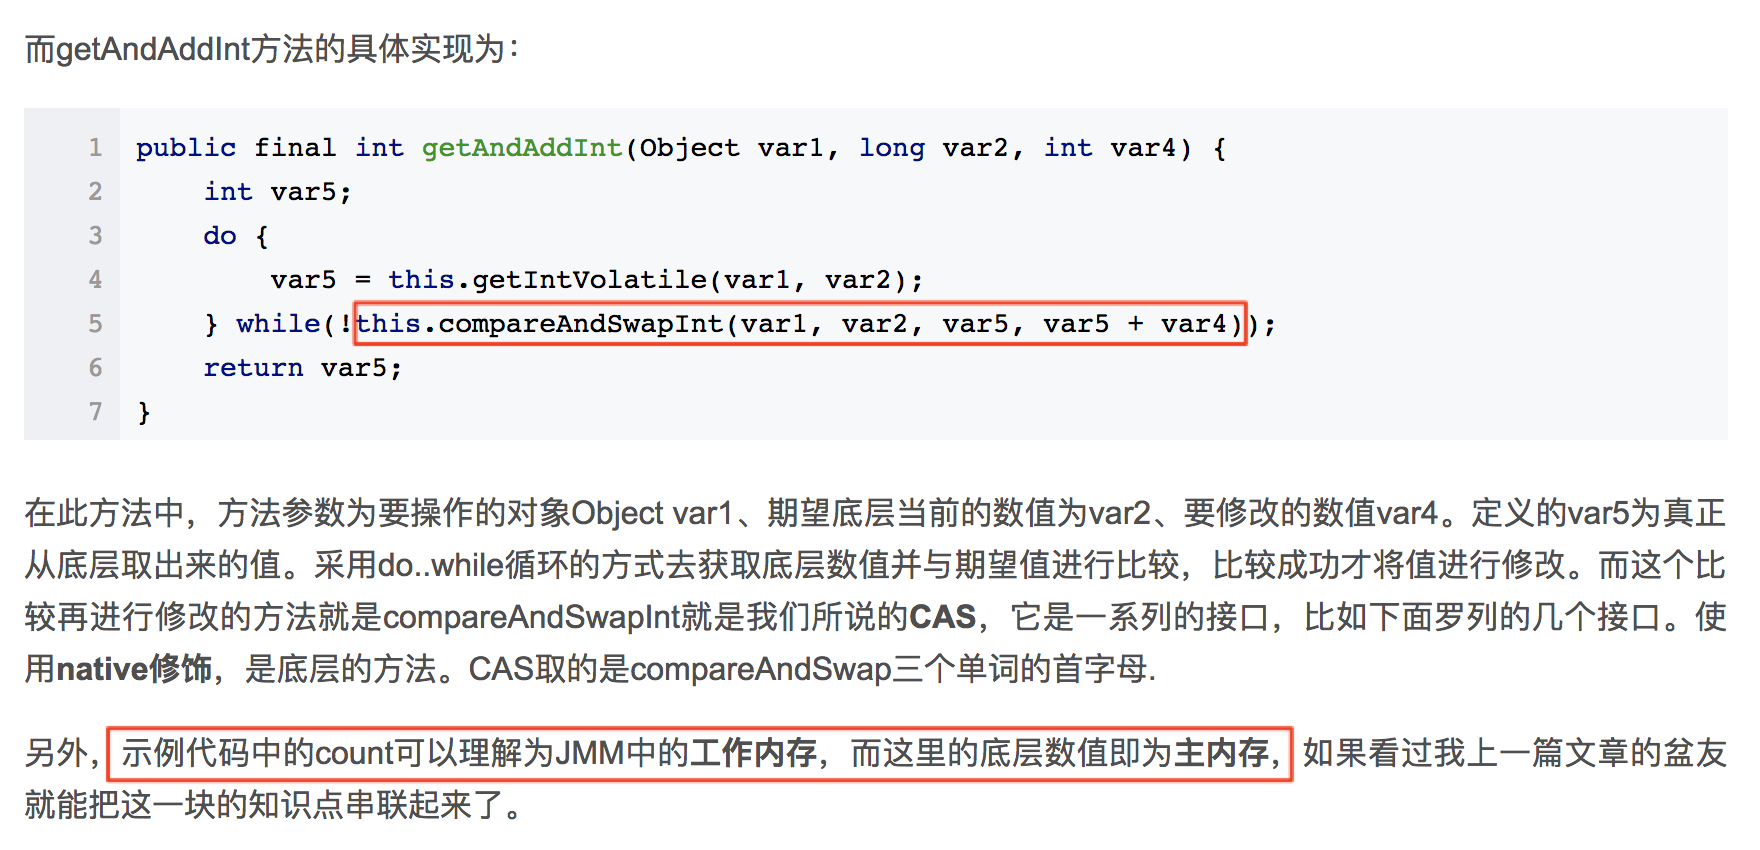 而getAndAddInt方法的具体实现为：
1 public final int getAndAddInt(Object var1, long var2, int var4) {
2     int var5;
3     do {
4         var5 = this.getIntVolatile(var1, var2);
5     } while(!this.compareAndSwapInt(var1, var2, var5, var5 + var4));
6     return var5;
7 }
在此方法中，方法参数为要操作的对象Object var1、期望底层当前的数值为var2、要修改的数值var4。定义的var5为真正
从底层取出来的值。采用do..while循环的方式去获取底层数值并与期望值进行比较，比较成功才将值进行修改。而这个比
较再进行修改的方法就是compareAndSwapInt就是我们所说的CAS，它是一系列的接口，比如下面罗列的几个接口。使
用native修饰，是底层的方法。CAS取的是compareAndSwap三个单词的首字母.
另外，示例代码中的count可以理解为JMM中的工作内存，而这里的底层数值即为主内存，如果看过我上一篇文章的盆友
就能把这一块的知识点串联起来了。